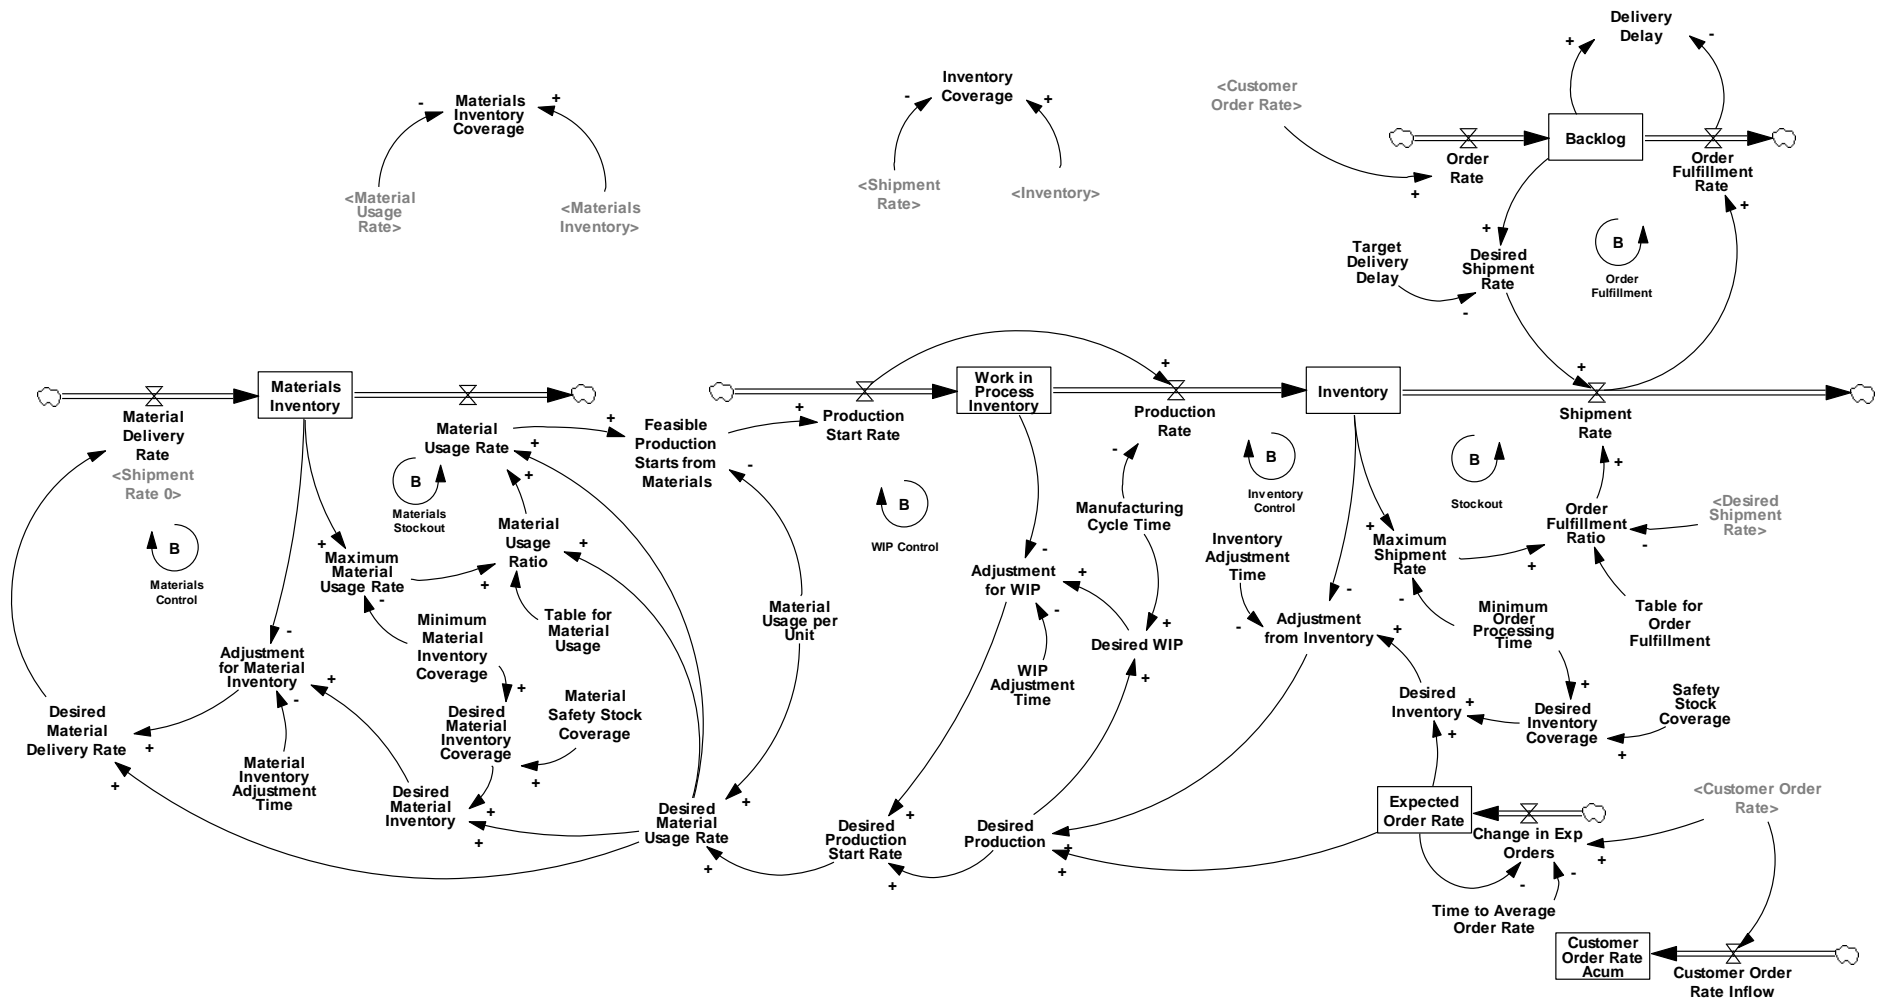 Delivery
Delay
+
-
Materials
Inventory
Coverage
-
+
<Material
Usage
Rate>
<Materials
Inventory>
Inventory
Coverage
-
+
<Shipment
Rate>
<Inventory>
<Customer
Order Rate>
+
Order
Rate
Backlog
Order
Fulfillment
Rate
+
+
Target
Delivery
Delay
-
Desired
Shipment
Rate
B
Order
Fulfillment
Materials
Inventory
Material
Delivery
Rate
<Shipment
Rate 0>
B
Materials
Control
Material
Usage Rate
+
+
+
B
Materials
Stockout
Feasible
Production
Starts from
Materials
+
-
Production
Start Rate
Work in
Process
Inventory
+
Production
Rate
-
Inventory
+
Shipment
Rate
+
B
WIP Control
B
Inventory
Control
B
Stockout
Manufacturing
Cycle Time
Material
Usage
Ratio
+
+
Maximum
Material
Usage Rate
+
-
Minimum
Material
Inventory
Coverage
Table for
Material
Usage
Material
Usage per
Unit
Adjustment
for WIP
-
+
-
Desired WIP
+
+
WIP
Adjustment
Time
Inventory
Adjustment
Time
-
Adjustment
from Inventory
-
+
Maximum
Shipment
Rate
+
-
Order
Fulfillment
Ratio
+
-
<Desired
Shipment
Rate>
Minimum
Order
Processing
Time
Table for
Order
Fulfillment
Adjustment
for Material
Inventory
-
+
-
Desired
Material
Delivery Rate
+
+
Material
Inventory
Adjustment
Time
Desired
Material
Inventory
Coverage
+
+
Material
Safety Stock
Coverage
Desired
Material
Inventory
+
+
Desired
Material
Usage Rate
+
+
Desired
Production
Start Rate
+
+
Desired
Production
+
+
Desired
Inventory
+
+
Desired
Inventory
Coverage
+
+
Safety
Stock
Coverage
Expected
Order Rate
Change in Exp
Orders
-
-
+
<Customer Order
Rate>
Time to Average
Order Rate
Customer
Order Rate
Acum
Customer Order
Rate Inflow